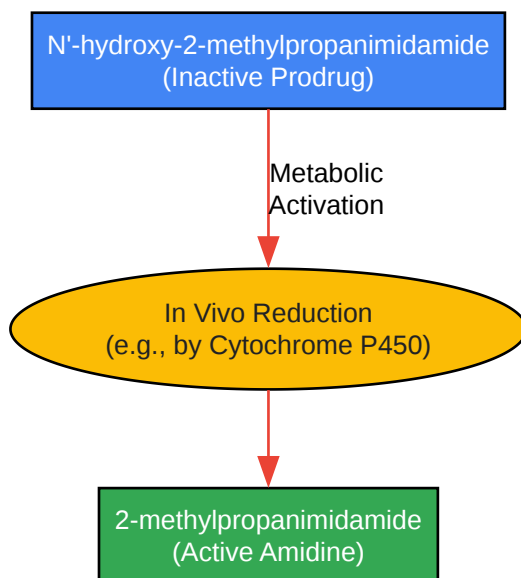 N'-hydroxy-2-methylpropanimidamide
(Inactive Prodrug)
Metabolic
Activation
In Vivo Reduction
(e.g., by Cytochrome P450)
2-methylpropanimidamide
(Active Amidine)